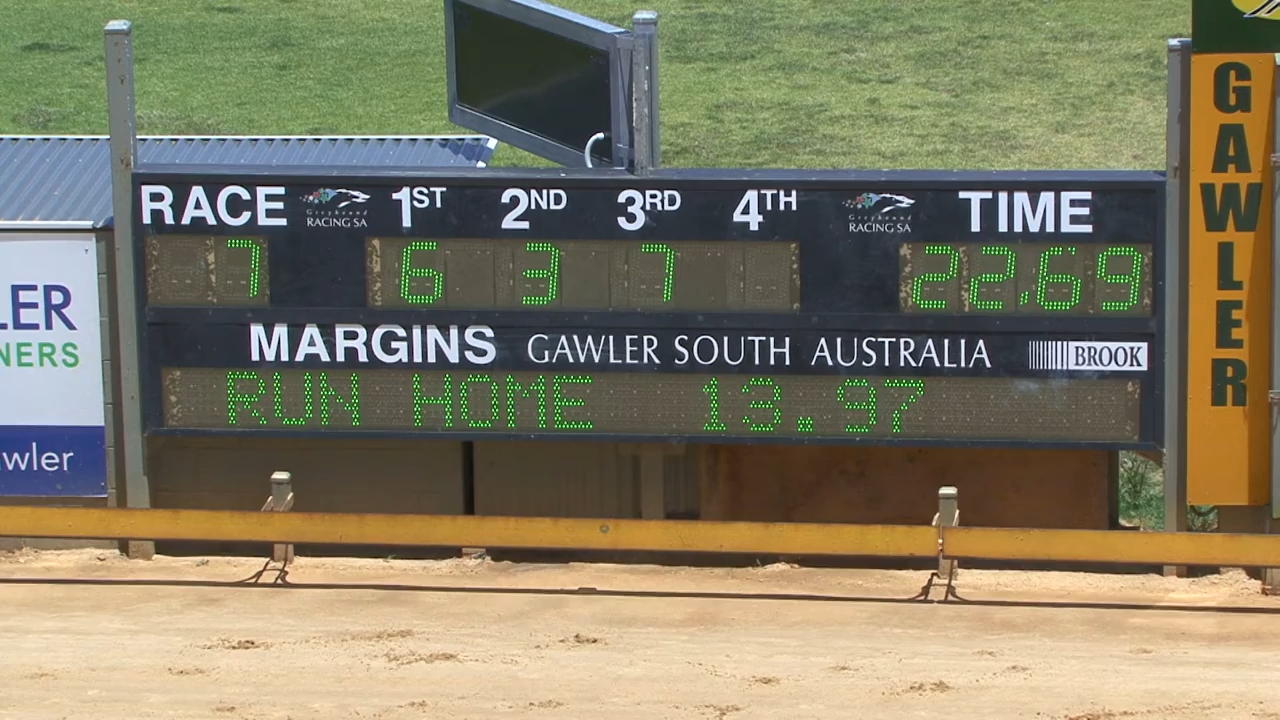 RACE Greyhound RACING SA 1ST 2ND 3RD 4TH Greyhound RACING SA TIME
7 6 3 7 22.69
MARGINS GAWLER SOUTH AUSTRALIA BROOK
RUN HOME 13.97
GAWLER
LER
NERS
wler